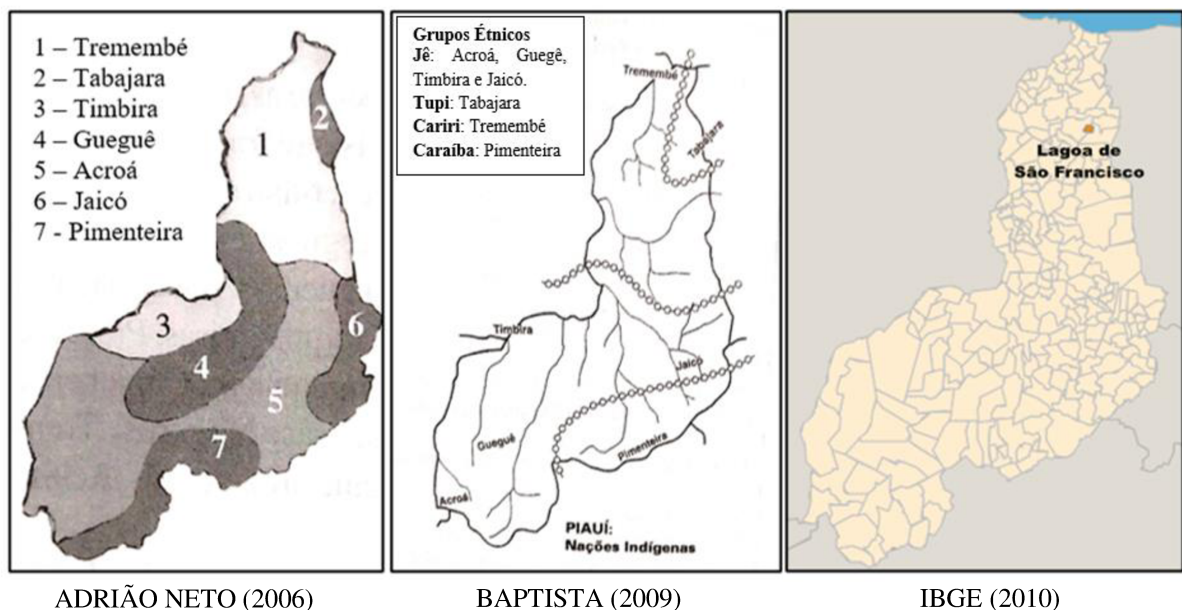 1 – Tremembé
2 – Tabajara
3 – Timbira
4 – Gueguê
5 – Acroá
6 – Jaicó
7 - Pimenteira
1
2
3
4
5
6
7
Grupos Étnicos
Jê: Acroá, Guegê,
Timbira e Jaicó.
Tupi: Tabajara
Cariri: Tremembé
Caraíba: Pimenteira
Tremembé
Tabajara
Timbira
Jaicó
Gueguê
Pimenteira
Acroá
PIAUÍ:
Nações Indígenas
Lagoa de
São Francisco
ADRIÃO NETO (2006)
BAPTISTA (2009)
IBGE (2010)